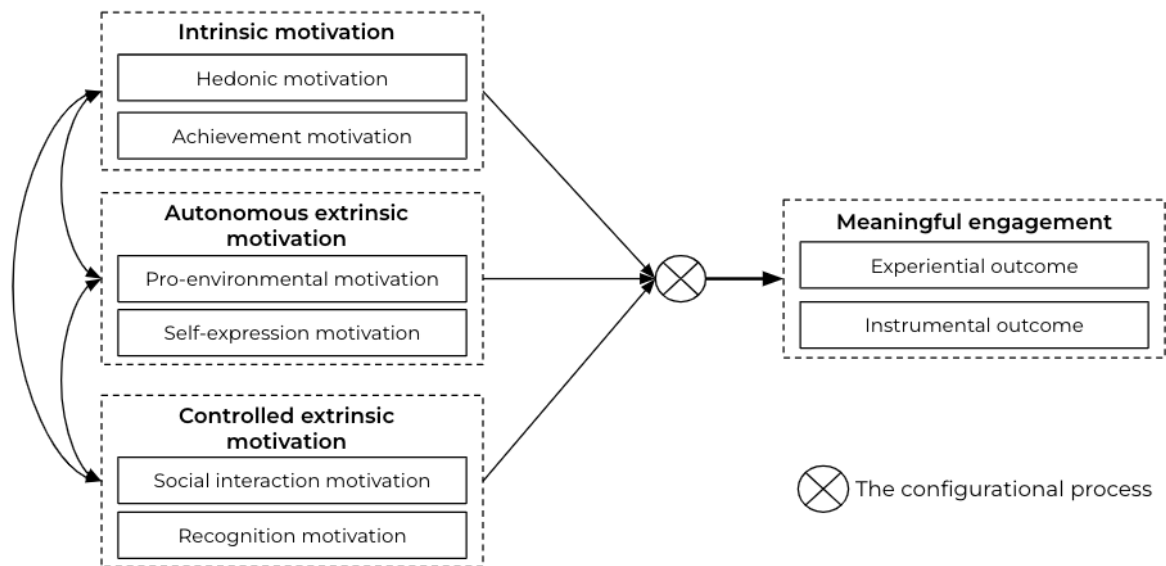 Intrinsic motivation
Hedonic motivation
Achievement motivation
Autonomous extrinsic
motivation
Pro-environmental motivation
Self-expression motivation
Controlled extrinsic
motivation
Social interaction motivation
Recognition motivation
Meaningful engagement
Experiential outcome
Instrumental outcome
The configurational process